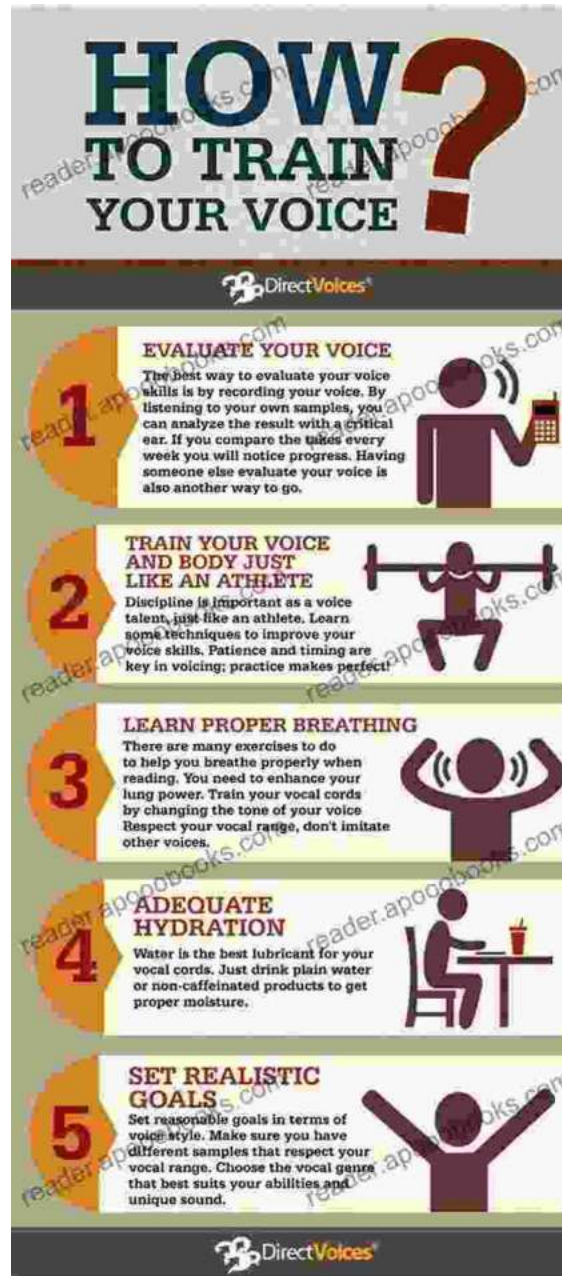 HOW
TO TRAIN
YOUR VOICE
?
DirectVoices®
1
EVALUATE YOUR VOICE
The best way to evaluate your voice
skills is by recording your voice. By
listening to your own samples, you
can analyze the result with a critical
ear. If you compare the takes every
week you will notice progress. Having
someone else evaluate your voice is
also another way to go.
2
TRAIN YOUR VOICE
AND BODY JUST
LIKE AN ATHLETE
Discipline is important as a voice
talent, just like an athlete. Learn
some techniques to improve your
voice skills. Patience and timing are
key in voicing; practice makes perfect!
3
LEARN PROPER BREATHING
There are many exercises to do
to help you breathe properly when
reading. You need to enhance your
lung power. Train your vocal cords
by changing the tone of your voice
Respect your vocal range, don't imitate
other voices.
4
ADEQUATE
HYDRATION
Water is the best lubricant for your
vocal cords. Just drink plain water
or non-caffeinated products to get
proper moisture.
5
SET REALISTIC
GOALS
Set reasonable goals in terms of
voice style. Make sure you have
different samples that respect your
vocal range. Choose the vocal genre
that best suits your abilities and
unique sound.
DirectVoices®
reader.apooobooks.com